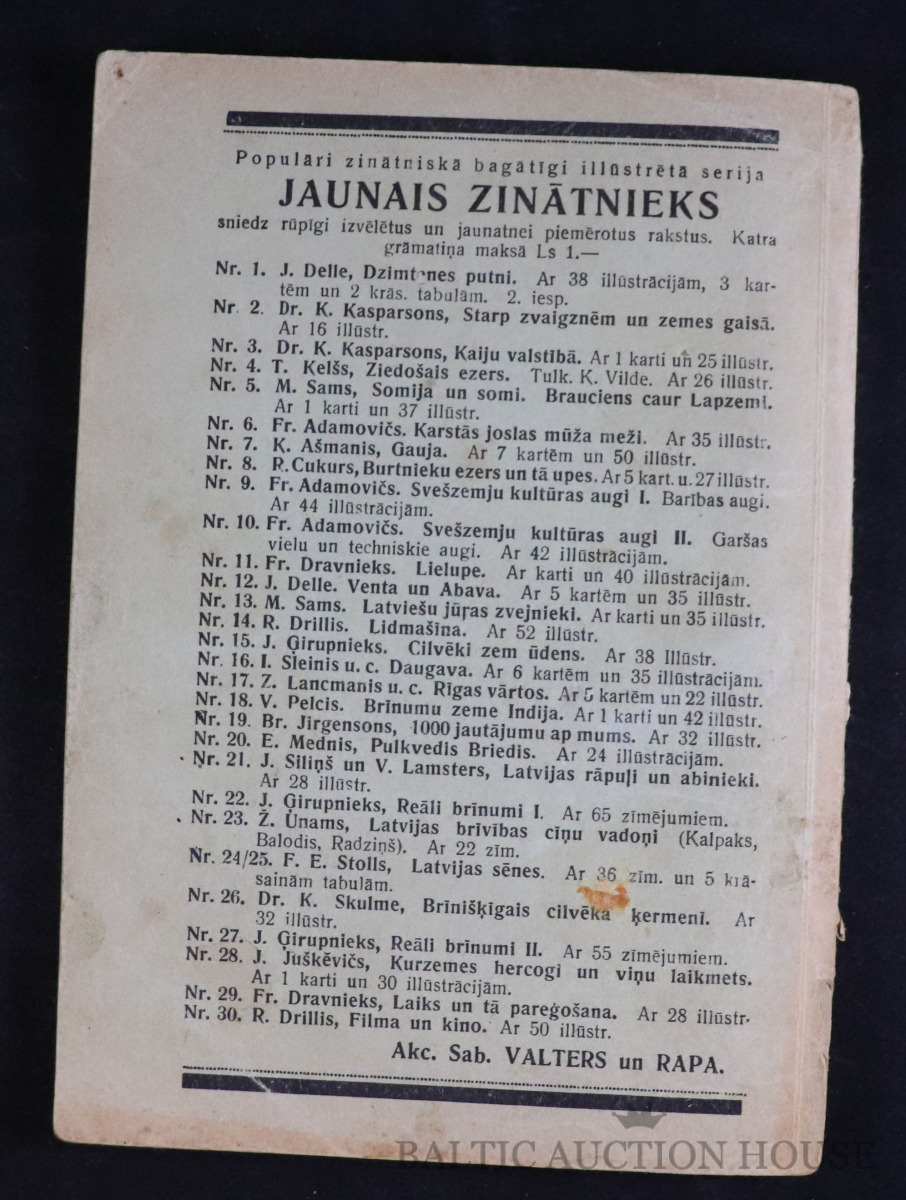 Populāri zinātniskā bagātīgi illūstrētā serija
JAUNAIS ZINĀTNIEKS
sniedz rūpīgi izvēlētus un jaunatnei piemērotus rakstus. Katra
grāmatiņa maksā Ls 1.—
Nr. 1. J. Delle, Dzimtenes putni. Ar 38 illūstrācijām, 3 kar-
tēm un 2 krās. tabulām. 2. iesp.
Nr. 2. Dr. K. Kasparsons, Starp zvaigznēm un zemes gaisā.
Ar 16 illūstr.
Nr. 3. Dr. K. Kasparsons, Kaiju valstībā. Ar 1 karti un 25 illūstr.
Nr. 4. T. Kelšs, Ziedošais ezers. Tulk. K. Vilde. Ar 26 illūstr.
Nr. 5. M. Sams, Somija un somi. Brauciens caur Lapzemi.
Ar 1 karti un 37 illūstr.
Nr. 6. Fr. Adamovičs. Karstās joslas mūža meži. Ar 35 illūstr.
Nr. 7. K. Ašmanis, Gauja. Ar 7 kartēm un 50 illūstr.
Nr. 8. R. Cukurs, Burtnieku ezers un tā upes. Ar 5 kart. u. 27 illūstr.
Nr. 9. Fr. Adamovičs. Svešzemju kultūras augi I. Barības augi.
Ar 44 illūstrācijām.
Nr. 10. Fr. Adamovičs. Svešzemju kultūras augi II. Garšas
vielu un techniskie augi. Ar 42 illūstrācijām.
Nr. 11. Fr. Dravnieks. Lielupe. Ar karti un 40 illūstrācijām.
Nr. 12. J. Delle. Venta un Abava. Ar 5 kartēm un 35 illūstr.
Nr. 13. M. Sams. Latviešu jūŗas zvejnieki. Ar karti un 35 illūstr.
Nr. 14. R. Drillis. Lidmašīna. Ar 52 illūstr.
Nr. 15. J. Ģirupnieks. Cilvēki zem ūdens. Ar 38 Illūstr.
Nr. 16. I. Sleinis u. c. Daugava. Ar 6 kartēm un 35 illūstrācijām.
Nr. 17. Z. Lancmanis u. c. Rīgas vārtos. Ar 5 kartēm un 22 illūstr.
Nr. 18. V. Pelcis. Brīnumu zeme Indija. Ar 1 karti un 42 illūstr.
Nr. 19. Br. Jirgensons, 1000 jautājumu ap mums. Ar 32 illūstr.
Nr. 20. E. Mednis, Pulkvedis Briedis. Ar 24 illūstrācijām.
Nr. 21. J. Siliņš un V. Lamsters, Latvijas rāpuļi un abinieki.
Ar 28 illūstr.
Nr. 22. J. Ģirupnieks, Reāli brīnumi I. Ar 65 zīmējumiem.
Nr. 23. Ž. Unams, Latvijas brīvības cīņu vadoņi (Kalpaks,
Balodis, Radziņš). Ar 22 zīm.
Nr. 24/25. F. E. Stolls, Latvijas sēnes. Ar 36 zīm. un 5 krā-
sainām tabulām.
Nr. 26. Dr. K. Skulme, Brīnišķīgais cilvēka ķermenī. Ar
32 illūstr.
Nr. 27. J. Ģirupnieks, Reāli brīnumi II. Ar 55 zīmējumiem.
Nr. 28. J. Juškēvičs, Kurzemes hercogi un viņu laikmets.
Ar 1 karti un 30 illūstrācijām.
Nr. 29. Fr. Dravnieks, Laiks un tā pareģošana. Ar 28 illūstr.
Nr. 30. R. Drillis, Filma un kino. Ar 50 illūstr.
Akc. Sab. VALTERS un RAPA.
BALTIC AUCTION HOUSE